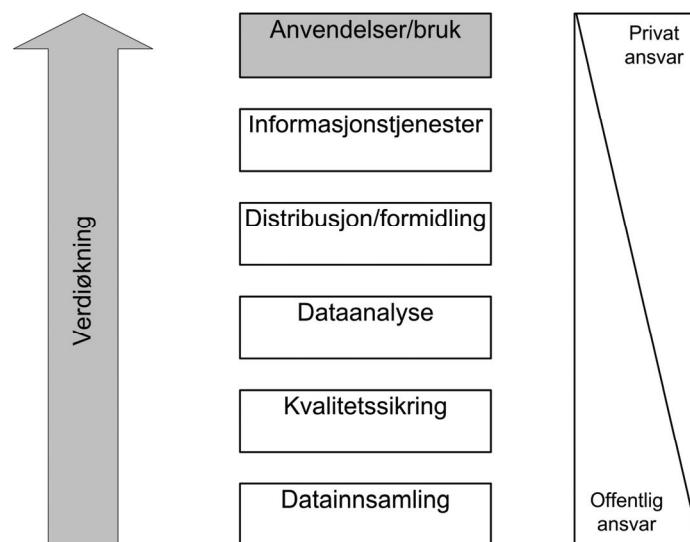 Anvendelser/bruk
Privat
ansvar
Informasjonstjenester
Distribusjon/formidling
Verdiøkning
Dataanalyse
Kvalitetssikring
Datainnsamling
Offentlig
ansvar